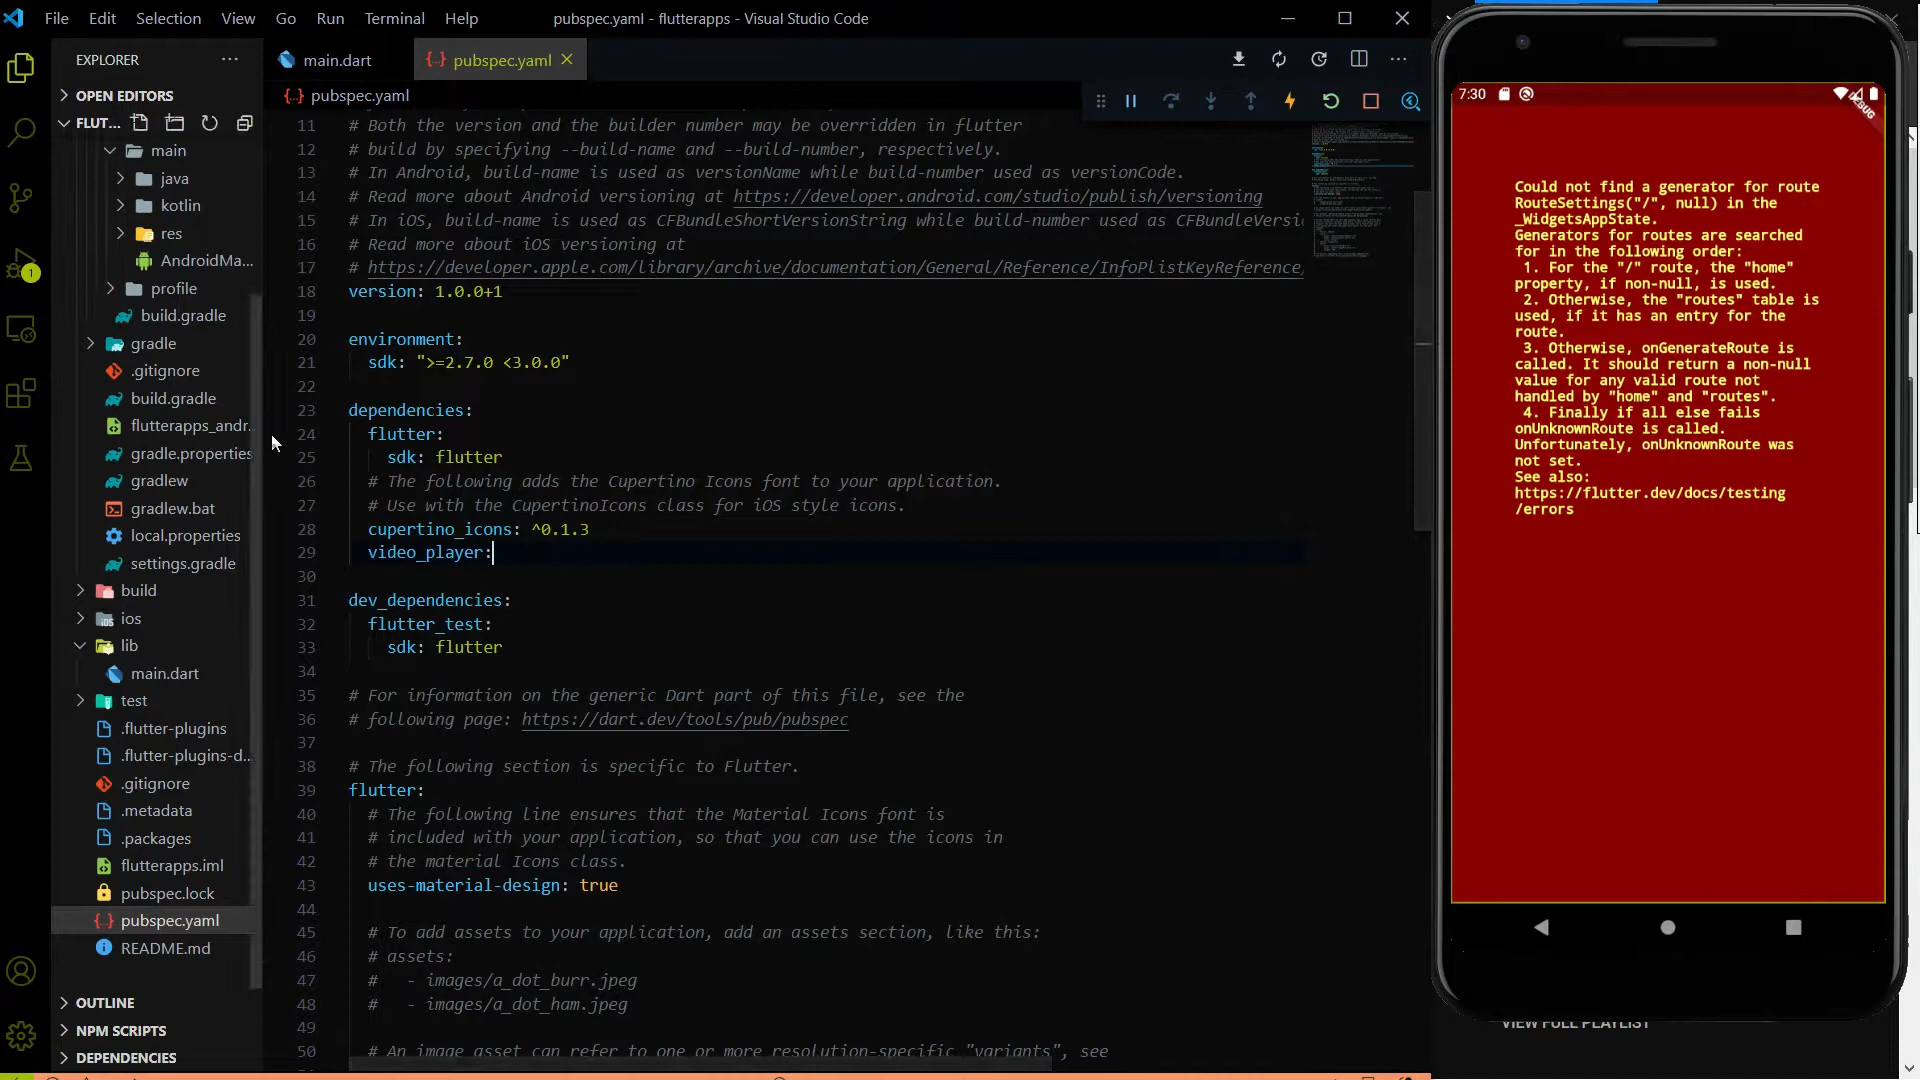 File Edit Selection View Go Run Terminal Help
pubspec.yaml - flutterapps - Visual Studio Code
EXPLORER
OPEN EDITORS
FLUT...
main
java
kotlin
res
AndroidMa...
profile
build.gradle
gradle
.gitignore
build.gradle
flutterapps_andr...
gradle.properties
gradlew
gradlew.bat
local.properties
settings.gradle
build
ios
lib
main.dart
test
.flutter-plugins
.flutter-plugins-d...
.gitignore
.metadata
.packages
flutterapps.iml
pubspec.lock
pubspec.yaml
README.md
OUTLINE
NPM SCRIPTS
DEPENDENCIES
1
main.dart
pubspec.yaml
pubspec.yaml
11 # Both the version and the builder number may be overridden in flutter
12 # build by specifying --build-name and --build-number, respectively.
13 # In Android, build-name is used as versionName while build-number used as versionCode.
14 # Read more about Android versioning at https://developer.android.com/studio/publish/versioning
15 # In iOS, build-name is used as CFBundleShortVersionString while build-number used as CFBundleVersi
16 # Read more about iOS versioning at
17 # https://developer.apple.com/library/archive/documentation/General/Reference/InfoPlistKeyReference/
18 version: 1.0.0+1
19
20 environment:
21 sdk: ">=2.7.0 <3.0.0"
22
23 dependencies:
24 flutter:
25 sdk: flutter
26 # The following adds the Cupertino Icons font to your application.
27 # Use with the CupertinoIcons class for iOS style icons.
28 cupertino_icons: ^0.1.3
29 video_player:
30
31 dev_dependencies:
32 flutter_test:
33 sdk: flutter
34
35 # For information on the generic Dart part of this file, see the
36 # following page: https://dart.dev/tools/pub/pubspec
37
38 # The following section is specific to Flutter.
39 flutter:
40 # The following line ensures that the Material Icons font is
41 # included with your application, so that you can use the icons in
42 # the material Icons class.
43 uses-material-design: true
44
45 # To add assets to your application, add an assets section, like this:
46 # assets:
47 #   - images/a_dot_burr.jpeg
48 #   - images/a_dot_ham.jpeg
49
50 # An image asset can refer to one or more resolution-specific "variants", see
7:30
DEBUG
Could not find a generator for route
RouteSettings("/", null) in the
_WidgetsAppState.
Generators for routes are searched
for in the following order:
1. For the "/" route, the "home"
property, if non-null, is used.
2. Otherwise, the "routes" table is
used, if it has an entry for the
route.
3. Otherwise, onGenerateRoute is
called. It should return a non-null
value for any valid route not
handled by "home" and "routes".
4. Finally if all else fails
onUnknownRoute is called.
Unfortunately, onUnknownRoute was
not set.
See also:
https://flutter.dev/docs/testing
/errors
VIEW FULL PLAYLIST